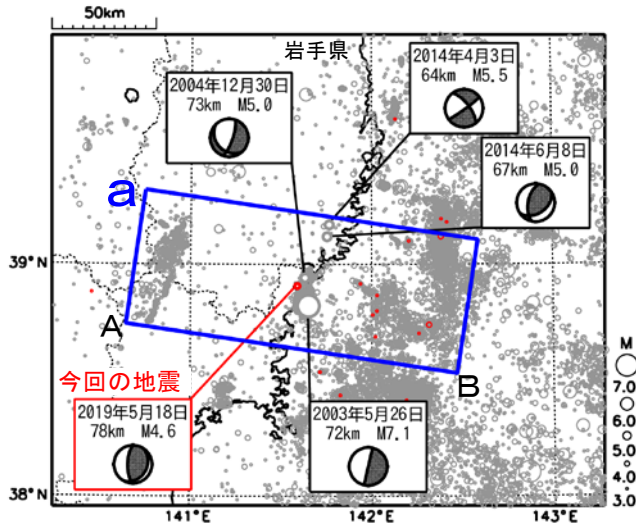 50km
岩手県
2014年4月3日
64km M5.5
2004年12月30日
73km M5.0
2014年6月8日
67km M5.0
a
39°N
A
B
今回の地震
2019年5月18日
78km M4.6
2003年5月26日
72km M7.1
M
7.0
6.0
5.0
4.0
3.0
38°N
141°E
142°E
143°E